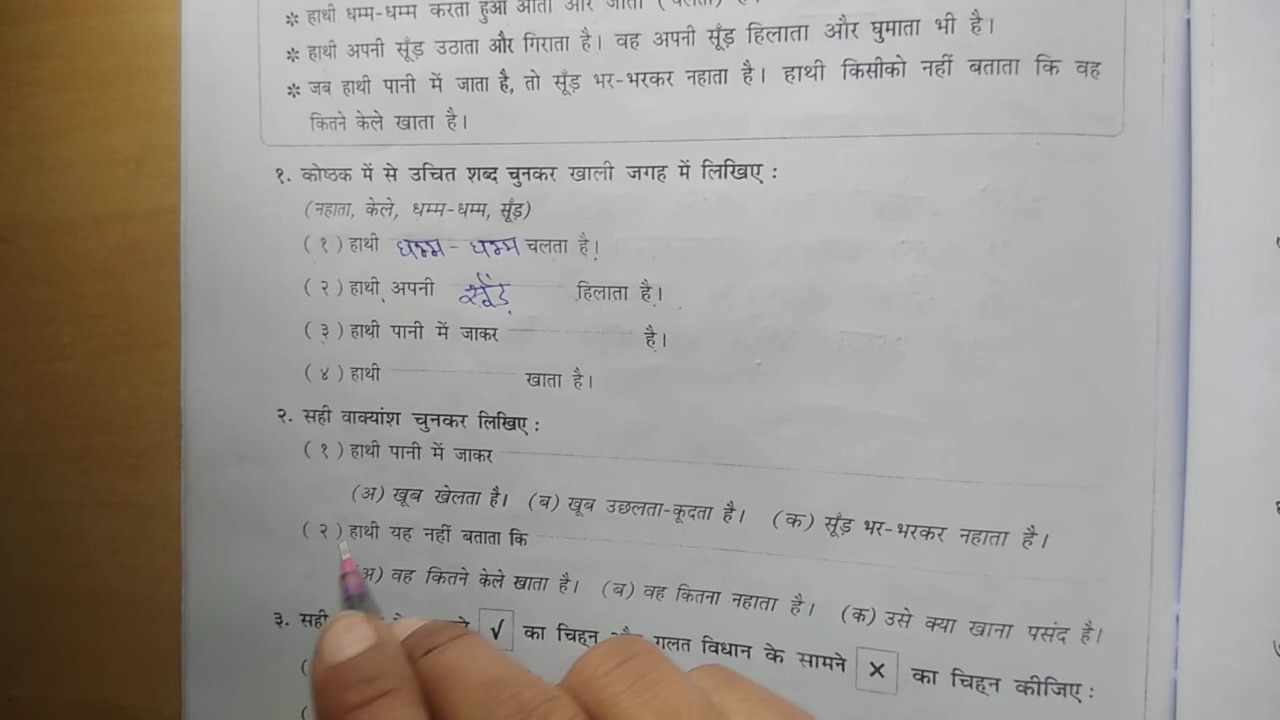 * हाथी धम्म-धम्म करता हुआ आता और जाता (चलता) है।
* हाथी अपनी सूँड़ उठाता और गिराता है। वह अपनी सूँड़ हिलाता और घुमाता भी है।
* जब हाथी पानी में जाता है, तो सूँड़ भर-भरकर नहाता है। हाथी किसीको नहीं बताता कि वह
कितने केले खाता है।
१. कोष्ठक में से उचित शब्द चुनकर खाली जगह में लिखिए :
(नहाता, केले, धम्म-धम्म, सूँड़)
(१) हाथी धम्म - धम्म चलता है।
(२) हाथी अपनी सूँड़ हिलाता है।
(३) हाथी पानी में जाकर है।
(४) हाथी खाता है।
२. सही वाक्यांश चुनकर लिखिए :
(१) हाथी पानी में जाकर
(अ) खूब खेलता है। (ब) खूब उछलता-कूदता है। (क) सूँड़ भर-भरकर नहाता है।
(२) हाथी यह नहीं बताता कि
अ) वह कितने केले खाता है। (ब) वह कितना नहाता है। (क) उसे क्या खाना पसंद है।
३. सही √ का चिह्न गलत विधान के सामने × का चिह्न कीजिए :